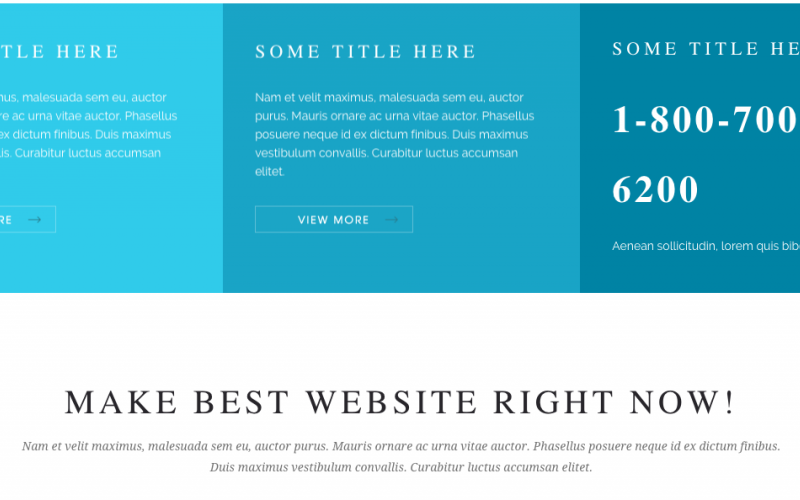 TLE HERE
mus, malesuada sem eu, auctor
re ac urna vitae auctor. Phasellus
ex dictum finibus. Duis maximus
lis. Curabitur luctus accumsan
RE
SOME TITLE HERE
Nam et velit maximus, malesuada sem eu, auctor
purus. Mauris ornare ac urna vitae auctor. Phasellus
posuere neque id ex dictum finibus. Duis maximus
vestibulum convallis. Curabitur luctus accumsan
elitet.
VIEW MORE
SOME TITLE HE
1-800-700
6200
Aenean sollicitudin, lorem quis bib
MAKE BEST WEBSITE RIGHT NOW!
Nam et velit maximus, malesuada sem eu, auctor purus. Mauris ornare ac urna vitae auctor. Phasellus posuere neque id ex dictum finibus.
Duis maximus vestibulum convallis. Curabitur luctus accumsan elitet.